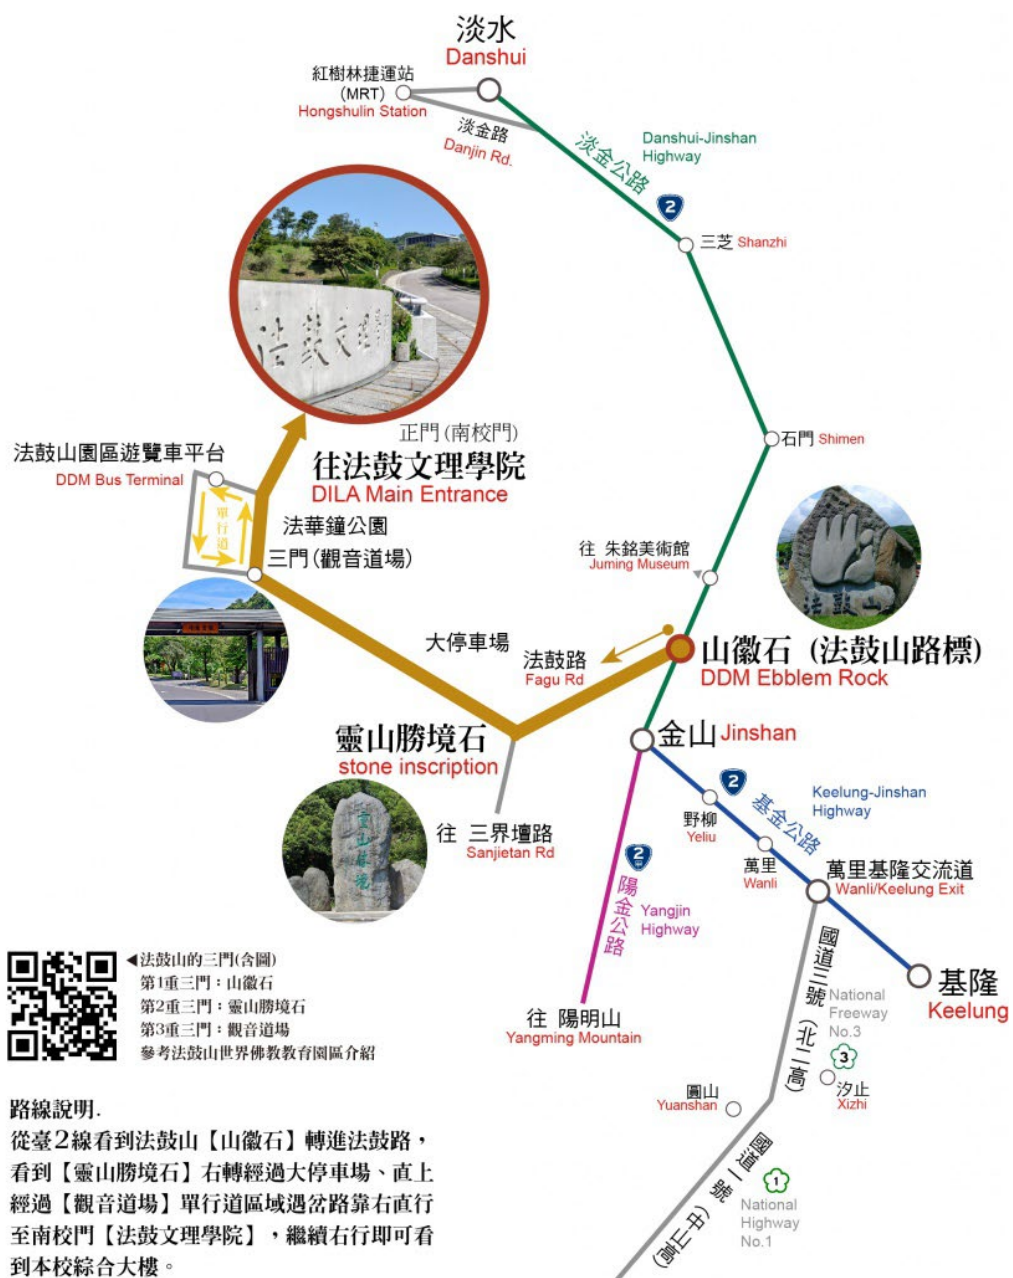 淡水
Danshui
紅樹林捷運站
(MRT)
Hongshulin Station
淡金路
Danjin Rd.
淡金公路
Danshui-Jinshan
Highway
2
三芝 Shanzhi
法鼓文理學
正門(南校門)
往法鼓文理學院
DILA Main Entrance
石門 Shimen
法鼓山園區遊覽車平台
DDM Bus Terminal
單行道
法華鐘公園
三門(觀音道場)
往 朱銘美術館
Juming Museum
法鼓山
大停車場
法鼓路
Fagu Rd
山徽石 (法鼓山路標)
DDM Ebblem Rock
靈山勝境石
stone inscription
靈山勝境
往 三界壇路
Sanjietan Rd
金山 Jinshan
2
基金公路
Keelung-Jinshan
Highway
野柳
Yeliu
萬里
Wanli
萬里基隆交流道
Wanli/Keelung Exit
2甲
陽金公路
Yangjin
Highway
往 陽明山
Yangming Mountain
基隆
Keelung
國道三號 (北二高)
National
Freeway
No.3
3
汐止
Xizhi
圓山
Yuanshan
國道一號 (中山高)
1
National
Highway
No.1
◀法鼓山的三門(含圖)
第1重三門：山徽石
第2重三門：靈山勝境石
第3重三門：觀音道場
參考法鼓山世界佛教教育園區介紹
路線說明.
從臺2線看到法鼓山【山徽石】轉進法鼓路，
看到【靈山勝境石】右轉經過大停車場、直上
經過【觀音道場】單行道區域遇岔路靠右直行
至南校門【法鼓文理學院】，繼續右行即可看
到本校綜合大樓。